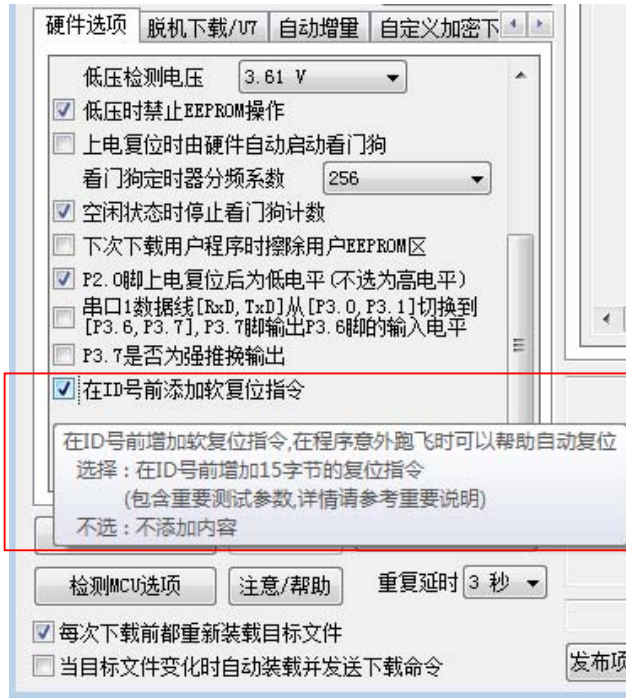 硬件选项 脱机下载/U7 自动增量 自定义加密下
低压检测电压 3.61 V
低压时禁止EEPROM操作
上电复位时由硬件自动启动看门狗
看门狗定时器分频系数 256
空闲状态时停止看门狗计数
下次下载用户程序时擦除用户EEPROM区
P2.0脚上电复位后为低电平(不选为高电平)
串口1数据线[RxD,TxD]从[P3.0,P3.1]切换到
[P3.6,P3.7],P3.7脚输出P3.6脚的输入电平
P3.7是否为强推挽输出
在ID号前添加软复位指令
在ID号前增加软复位指令,在程序意外跑飞时可以帮助自动复位
选择：在ID号前增加15字节的复位指令
(包含重要测试参数,详情请参考重要说明)
不选：不添加内容
检测MCU选项 注意/帮助 重复延时 3 秒
每次下载前都重新装载目标文件
当目标文件变化时自动装载并发送下载命令 发布项